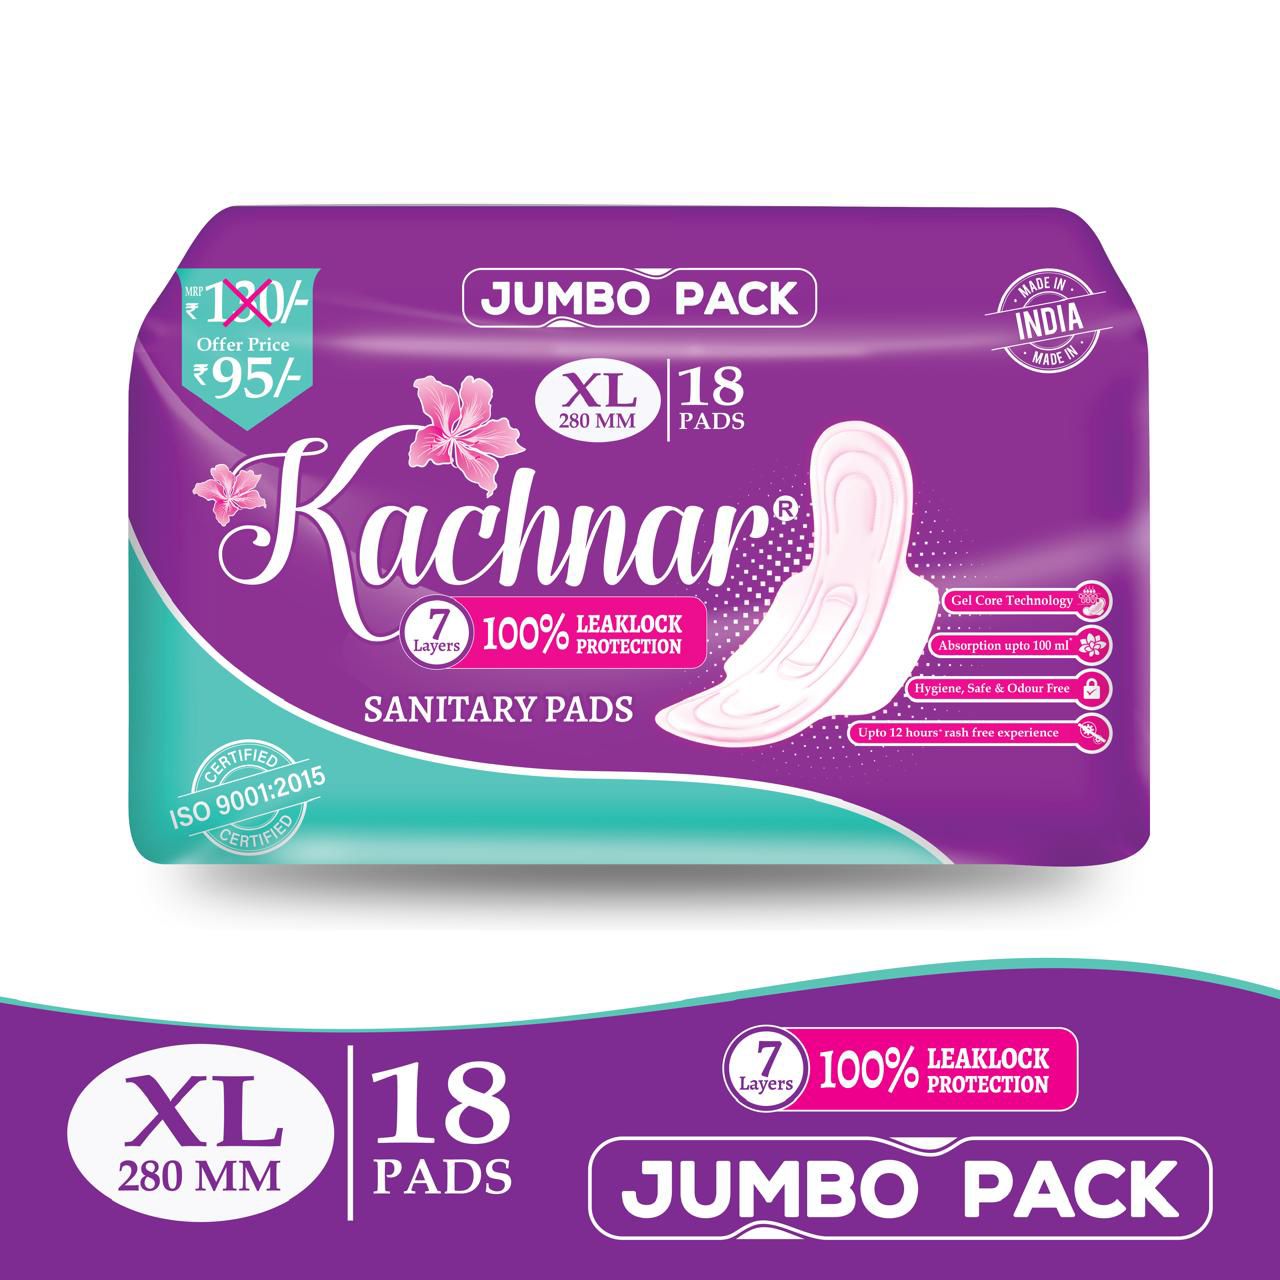 JUMBO PACK
MRP
₹ 130/-
Offer Price
₹95/-
MADE IN
INDIA
MADE IN
XL
280 MM
18
PADS
Kachnar®
7
Layers
100% LEAKLOCK
PROTECTION
SANITARY PADS
Gel Core Technology
Absorption upto 100 ml*
Hygiene, Safe & Odour Free
Upto 12 hours* rash free experience
CERTIFIED
ISO 9001:2015
CERTIFIED
7
Layers
100% LEAKLOCK
PROTECTION
XL
280 MM
18
PADS
JUMBO PACK